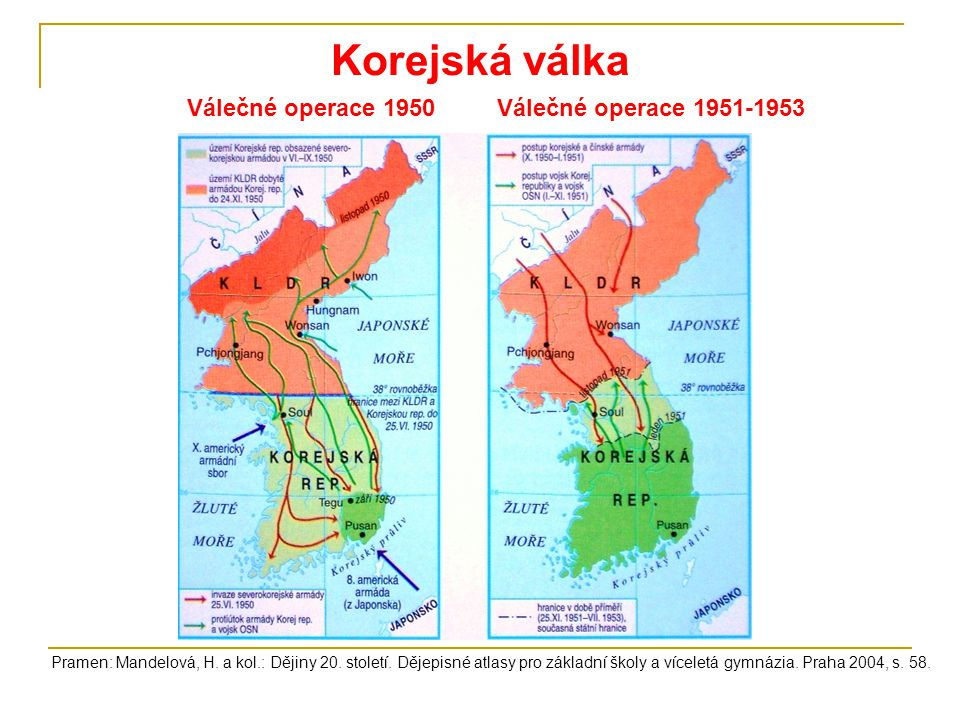 Korejská válka
Válečné operace 1950
Válečné operace 1951-1953
území Korejské rep. obsazené severo-
korejskou armádou v VI.–IX.1950
území KLDR dobyté
armádou Korej. rep.
do 24.XI. 1950
SSSR
ČÍNA
Jalu
listopad 1950
KLDR
Iwon
Hungnam
Wonsan
JAPONSKÉ
MOŘE
Pchjongjang
38° rovnoběžka
hranice mezi KLDR a
Korejskou rep. do
25.VI. 1950
Soul
X. americký
armádní
sbor
KOREJSKÁ
REP.
Tegu
září 1950
ŽLUTÉ
MOŘE
Pusan
Korejský průliv
8. americká
armáda
(z Japonska)
JAPONSKO
invaze severokorejské armády
25.VI. 1950
protiútok armády Korej rep.
a vojsk OSN
postup korejské a čínské armády
(X. 1950–I.1951)
postup vojsk Korej.
republiky a vojsk
OSN (I.–XI. 1951)
SSSR
ČÍNA
Jalu
KLDR
Wonsan
JAPONSKÉ
MOŘE
Pchjongjang
listopad 1951
38° rovnoběžka
Soul
leden 1951
KOREJSKÁ
REP.
ŽLUTÉ
MOŘE
Pusan
Korejský průliv
JAPONSKO
hranice v době příměří
(25.XI. 1951–VII. 1953),
současná státní hranice
Pramen: Mandelová, H. a kol.: Dějiny 20. století. Dějepisné atlasy pro základní školy a víceletá gymnázia. Praha 2004, s. 58.